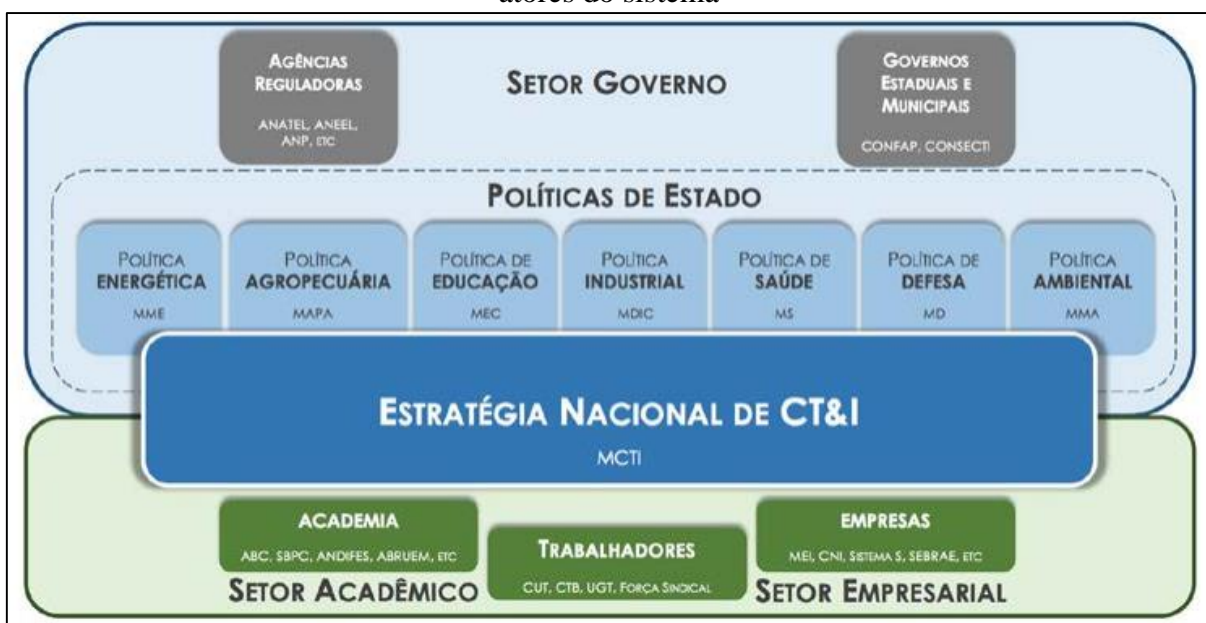 atores do sistema
AGÊNCIAS
REGULADORAS
ANATEL, ANEEL,
ANP, ETC
SETOR GOVERNO
GOVERNOS
ESTADUAIS E
MUNICIPAIS
CONFAP, CONSECTI
POLÍTICAS DE ESTADO
POLÍTICA
ENERGÉTICA
MME
POLÍTICA
AGROPECUÁRIA
MAPA
POLÍTICA DE
EDUCAÇÃO
MEC
POLÍTICA
INDUSTRIAL
MDIC
POLÍTICA DE
SAÚDE
MS
POLÍTICA DE
DEFESA
MD
POLÍTICA
AMBIENTAL
MMA
ESTRATÉGIA NACIONAL DE CT&I
MCTI
ACADEMIA
ABC, SBPC, ANDIFES, ABRUEM, ETC
SETOR ACADÊMICO
TRABALHADORES
CUT, CTB, UGT, FORÇA SINDICAL
EMPRESAS
MEI, CNI, SISTEMA S, SEBRAE, ETC
SETOR EMPRESARIAL